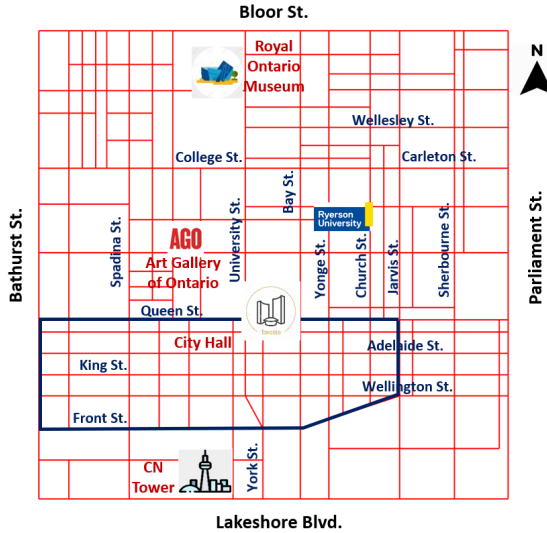 Bloor St.
N
Royal
Ontario
Museum
Wellesley St.
College St.
Carleton St.
Bay St.
Bathurst St.
Spadina St.
University St.
Ryerson
University
Yonge St.
Church St.
Jarvis St.
Sherbourne St.
Parliament St.
AGO
Art Gallery
of Ontario
Queen St.
City Hall
Adelaide St.
King St.
Wellington St.
Front St.
CN
Tower
York St.
Lakeshore Blvd.